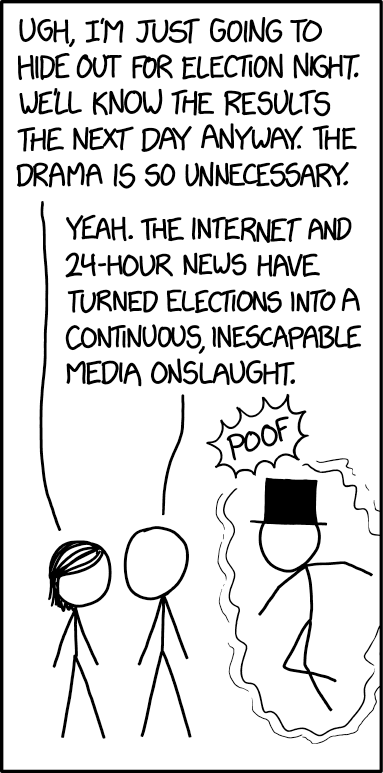 UGH, I'M JUST GOING TO
HIDE OUT FOR ELECTION NIGHT.
WE'LL KNOW THE RESULTS
THE NEXT DAY ANYWAY. THE
DRAMA IS SO UNNECESSARY.
YEAH. THE INTERNET AND
24-HOUR NEWS HAVE
TURNED ELECTIONS INTO A
CONTINUOUS, INESCAPABLE
MEDIA ONSLAUGHT.
POOF